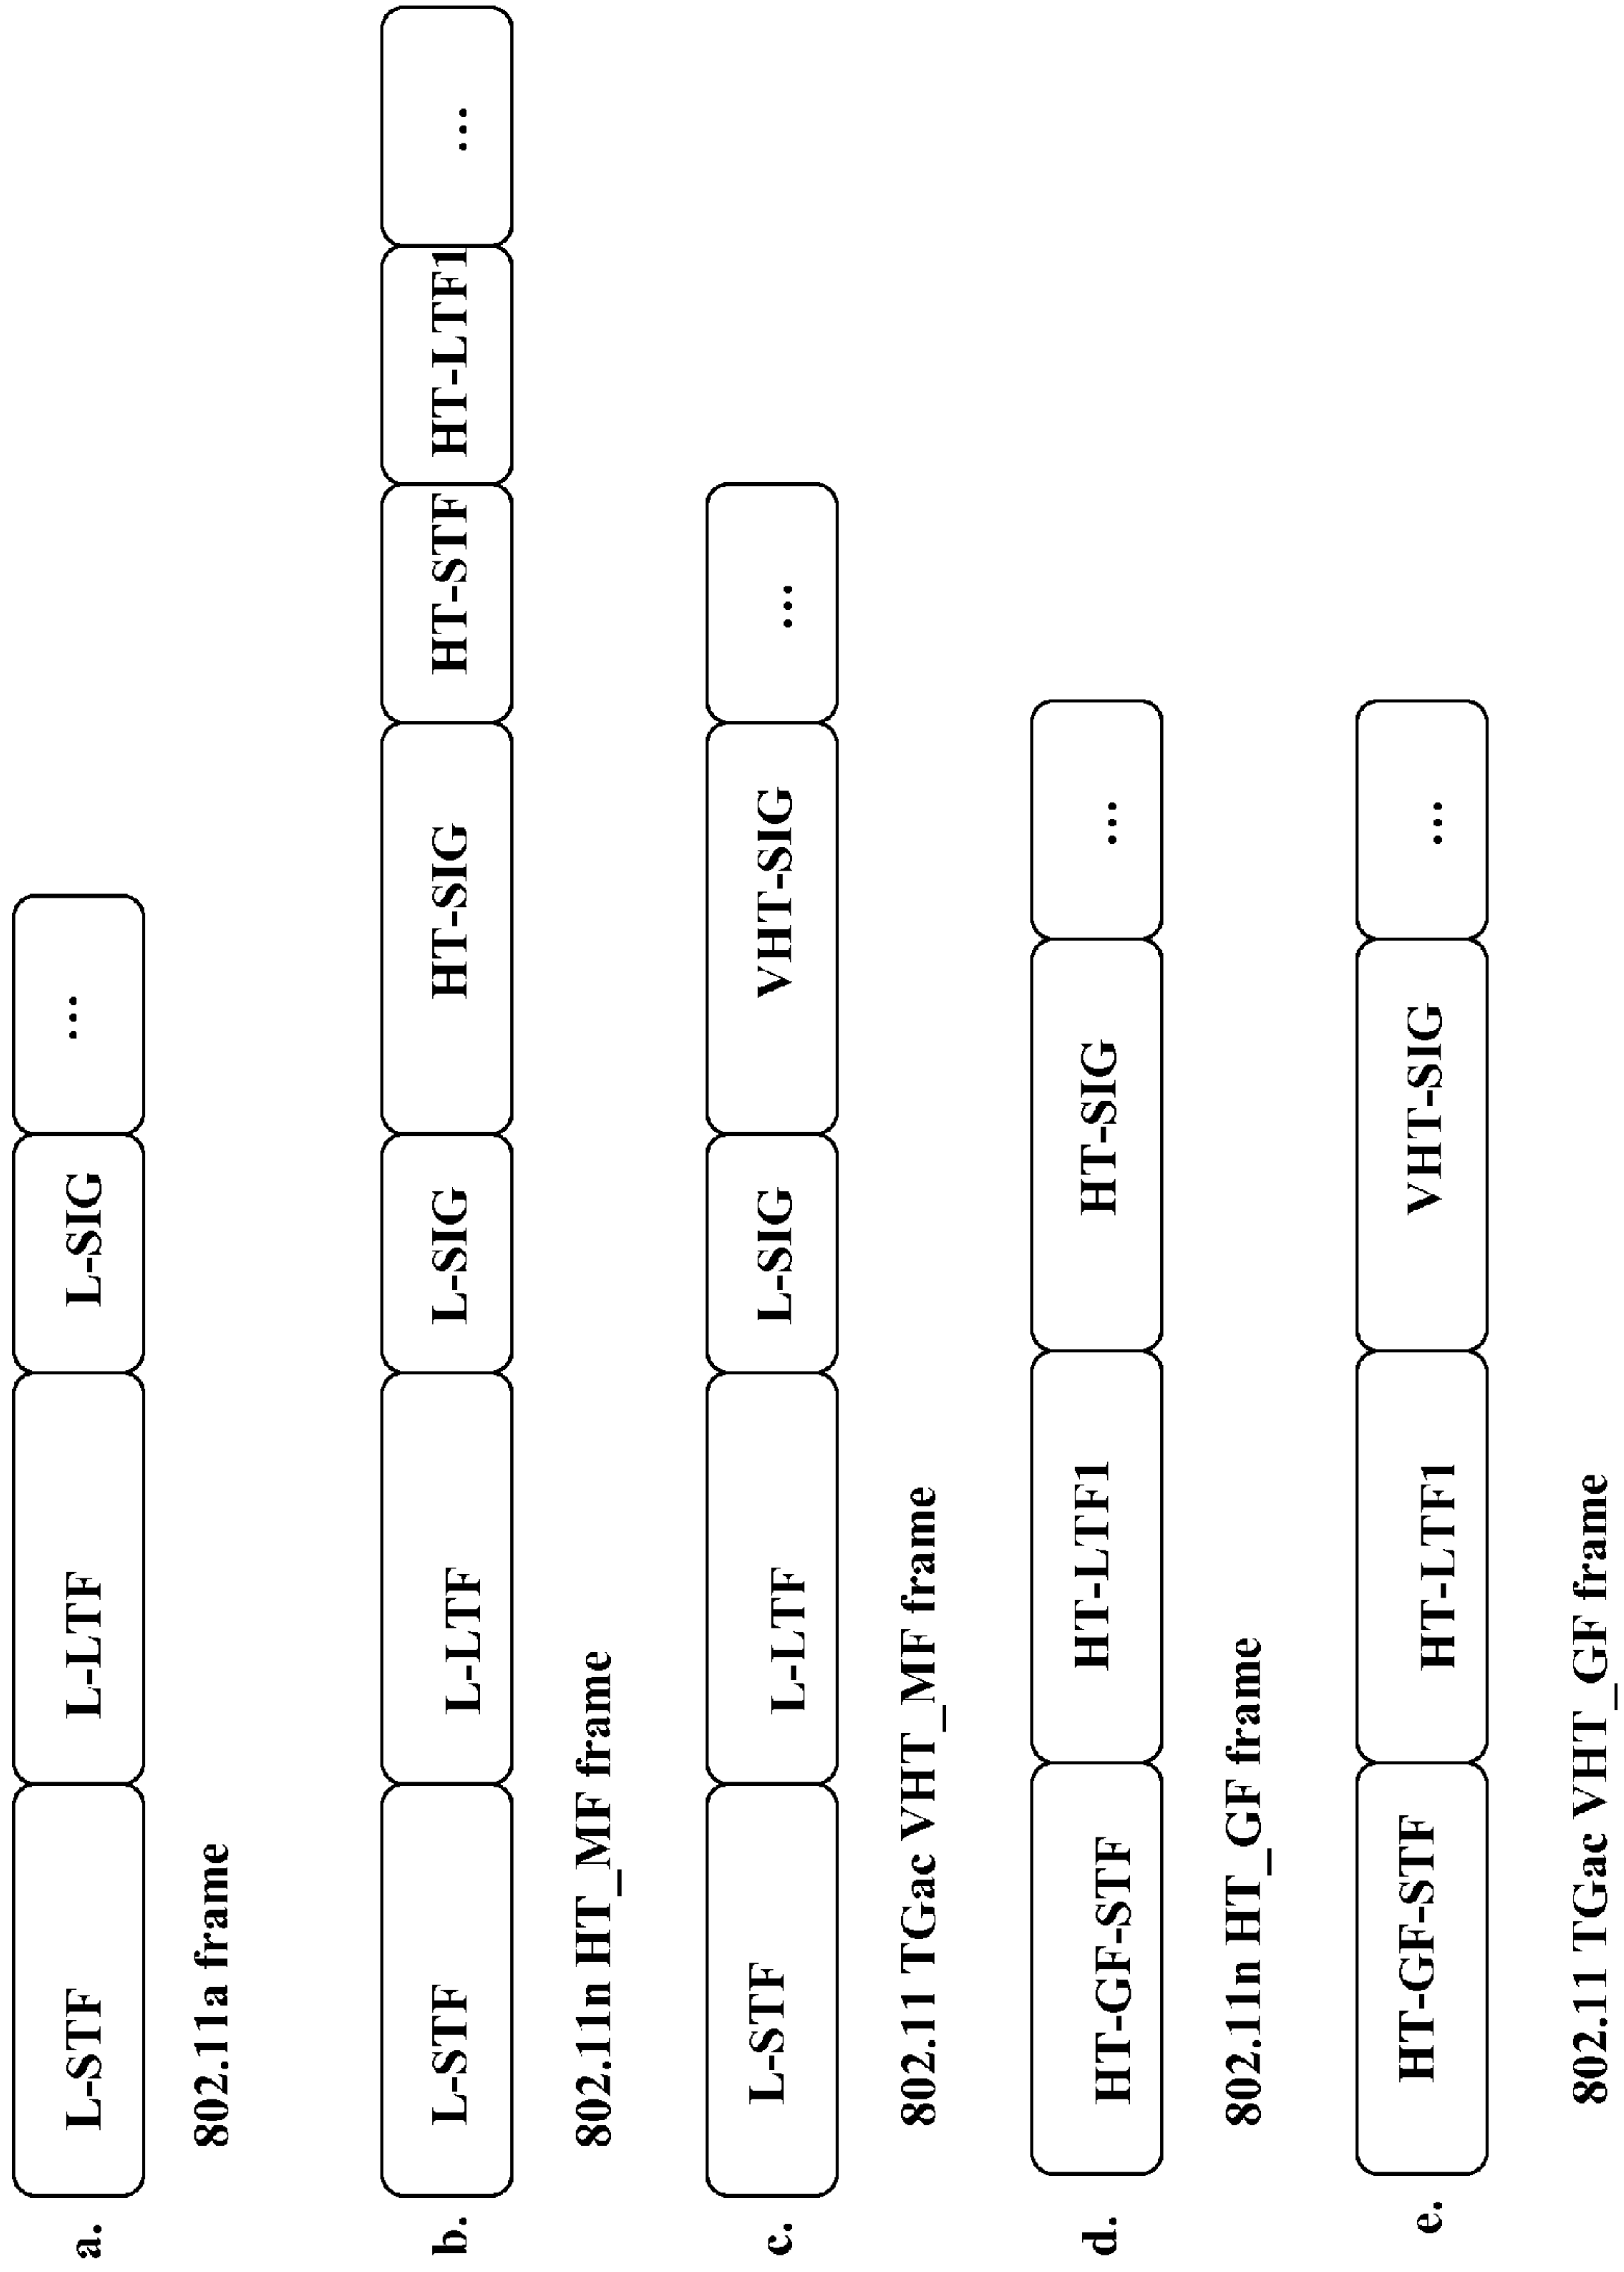 a. L-STF L-LTF L-SIG ...
802.11a frame
b. L-STF L-LTF L-SIG HT-SIG HT-STF HT-LTF1 ...
802.11n HT_MF frame
c. L-STF L-LTF L-SIG VHT-SIG ...
802.11 TGac VHT_MF frame
d. HT-GF-STF HT-LTF1 HT-SIG ...
802.11n HT_GF frame
e. HT-GF-STF HT-LTF1 VHT-SIG ...
802.11 TGac VHT_GF frame